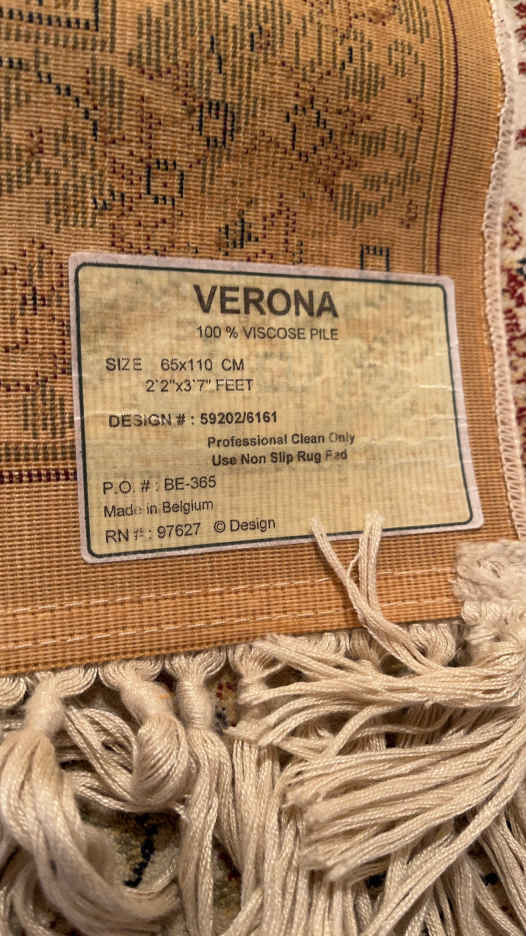 VERONA
100 % VISCOSE PILE
SIZE 65x110 CM
2'2"x3'7" FEET
DESIGN # : 59202/6161
Professional Clean Only
Use Non Slip Rug Pad
P.O. # : BE-365
Made in Belgium
RN # : 97627 © Design